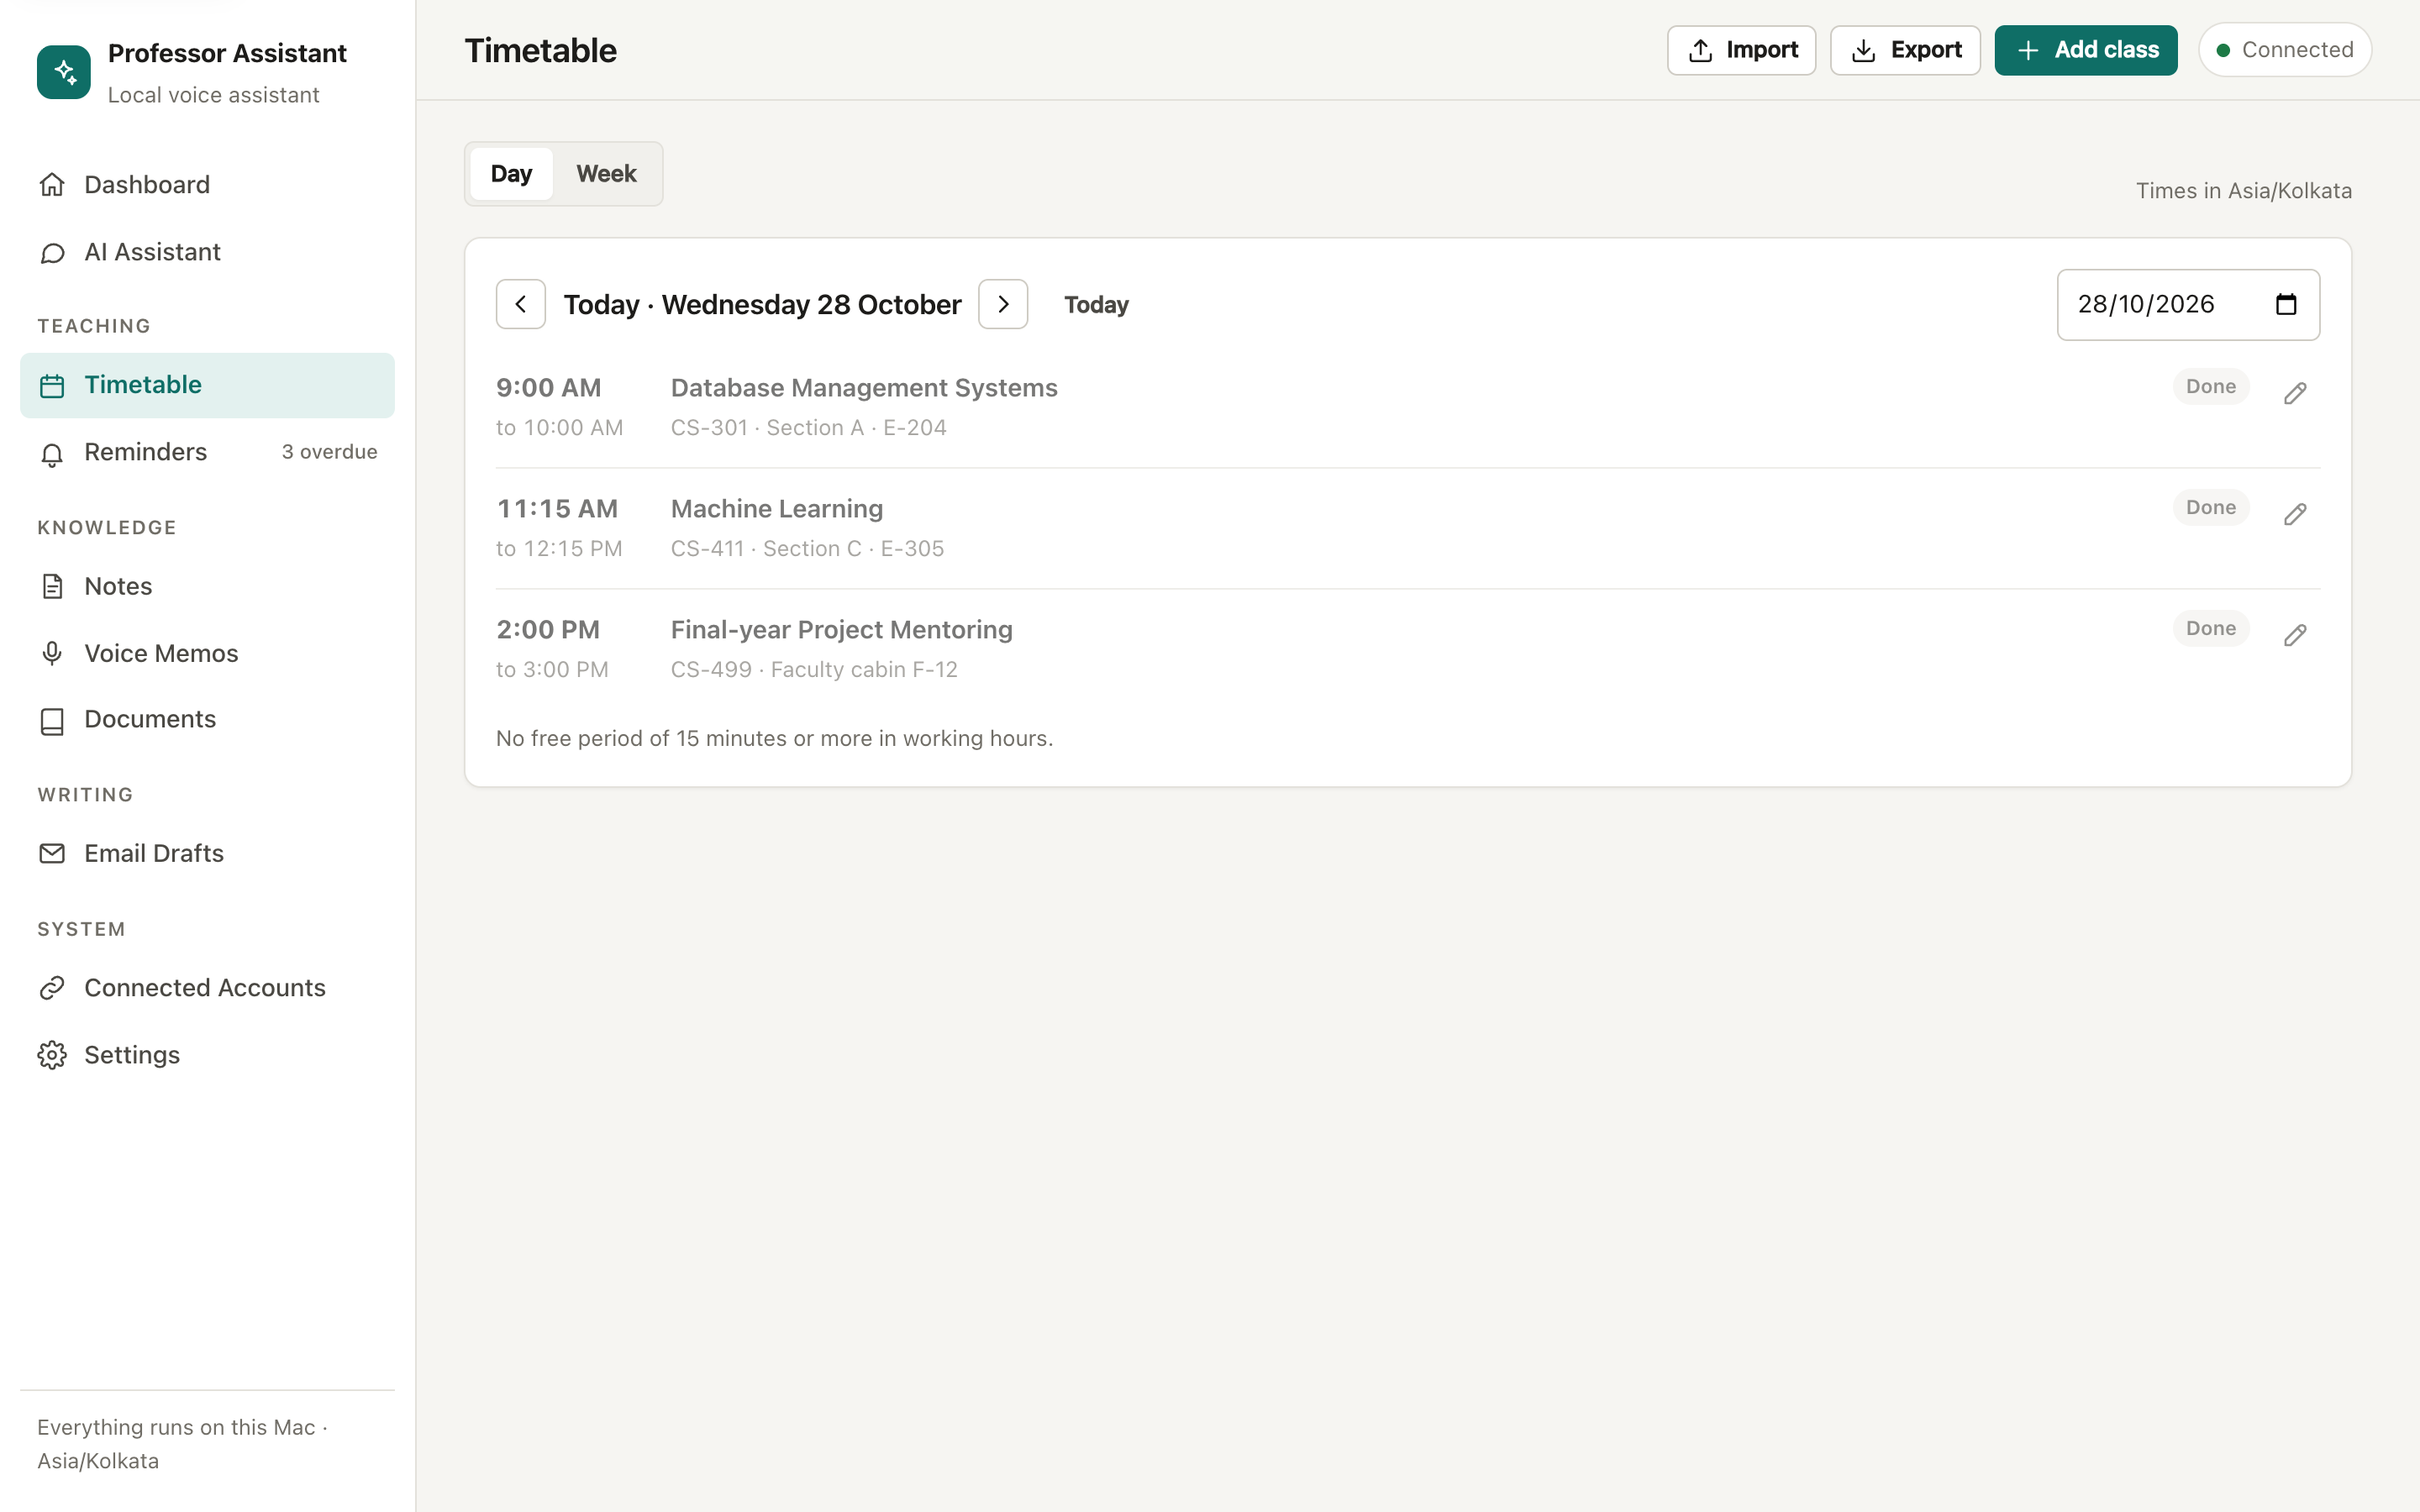 Professor Assistant
Local voice assistant
Dashboard
AI Assistant
TEACHING
Timetable
Reminders 3 overdue
KNOWLEDGE
Notes
Voice Memos
Documents
WRITING
Email Drafts
SYSTEM
Connected Accounts
Settings
Everything runs on this Mac ·
Asia/Kolkata
Timetable
Import Export Add class Connected
Day Week
Times in Asia/Kolkata
Today · Wednesday 28 October Today 28/10/2026
9:00 AM Database Management Systems Done
to 10:00 AM CS-301 · Section A · E-204
11:15 AM Machine Learning Done
to 12:15 PM CS-411 · Section C · E-305
2:00 PM Final-year Project Mentoring Done
to 3:00 PM CS-499 · Faculty cabin F-12
No free period of 15 minutes or more in working hours.